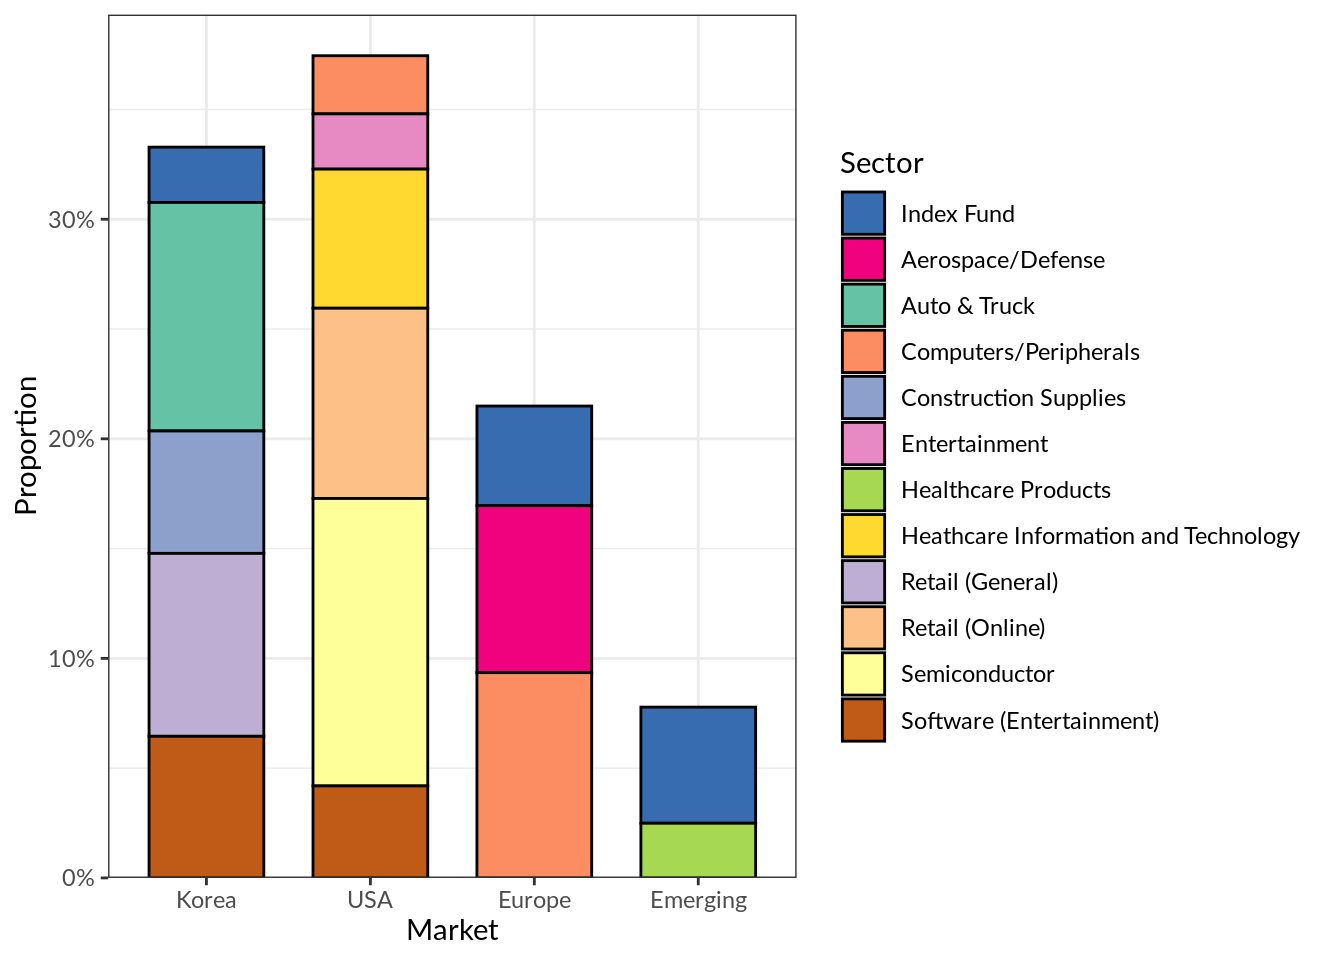 30%
20%
10%
0%
Proportion
Korea
USA
Europe
Emerging
Market
Sector
Index Fund
Aerospace/Defense
Auto & Truck
Computers/Peripherals
Construction Supplies
Entertainment
Healthcare Products
Heathcare Information and Technology
Retail (General)
Retail (Online)
Semiconductor
Software (Entertainment)